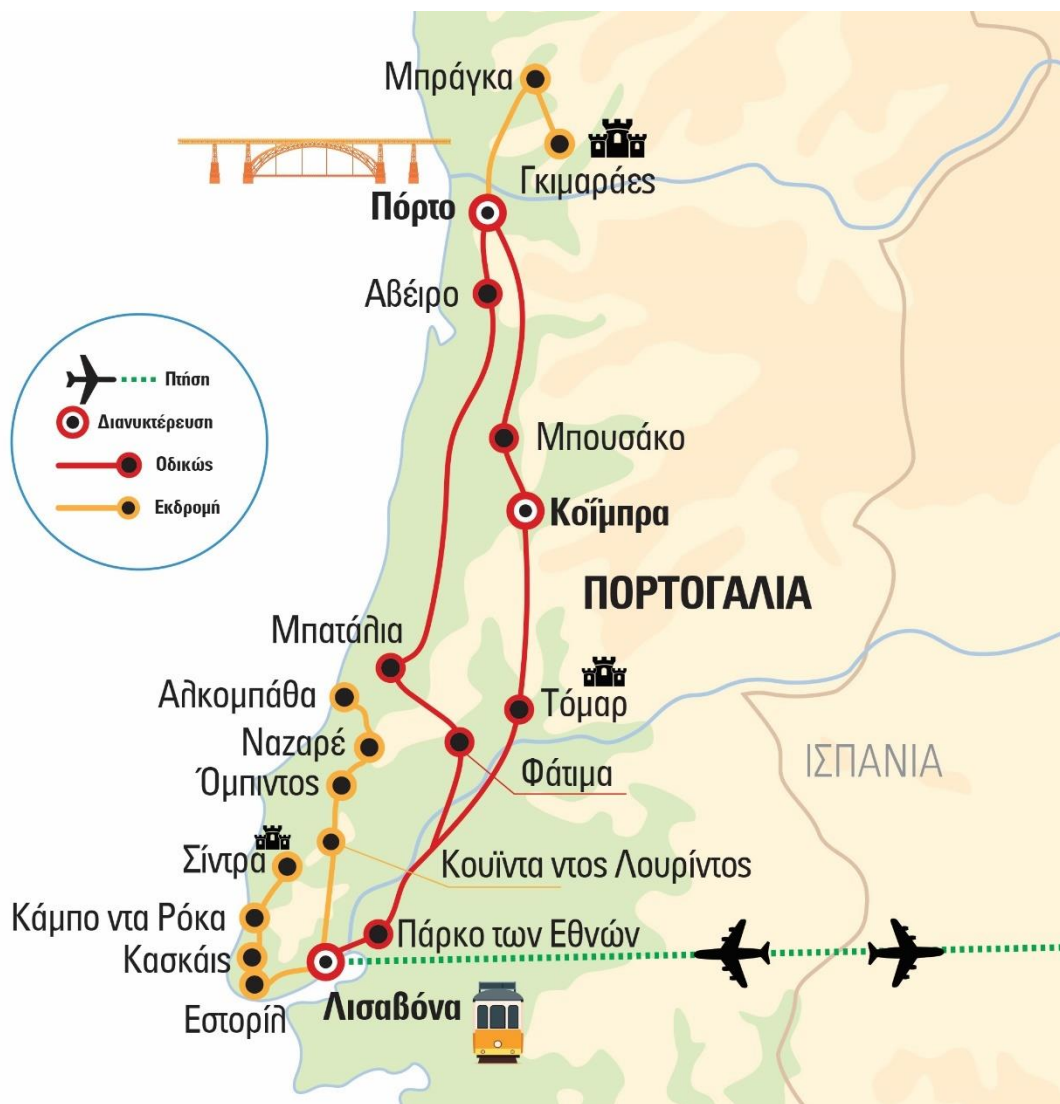 Μπράγκα
Γκιμαράες
Πόρτο
Αβέιρο
Πτήση
Διανυκτέρευση
Οδικώς
Εκδρομή
Μπουσάκο
Κοΐμπρα
ΠΟΡΤΟΓΑΛΙΑ
Μπατάλια
Αλκομπάθα
Τόμαρ
Ναζαρέ
Φάτιμα
ΙΣΠΑΝΙΑ
Όμπιντος
Σίντρα
Κουϊντα ντος Λουρίντος
Κάμπο ντα Ρόκα
Πάρκο των Εθνών
Κασκάις
Εστορίλ
Λισαβόνα